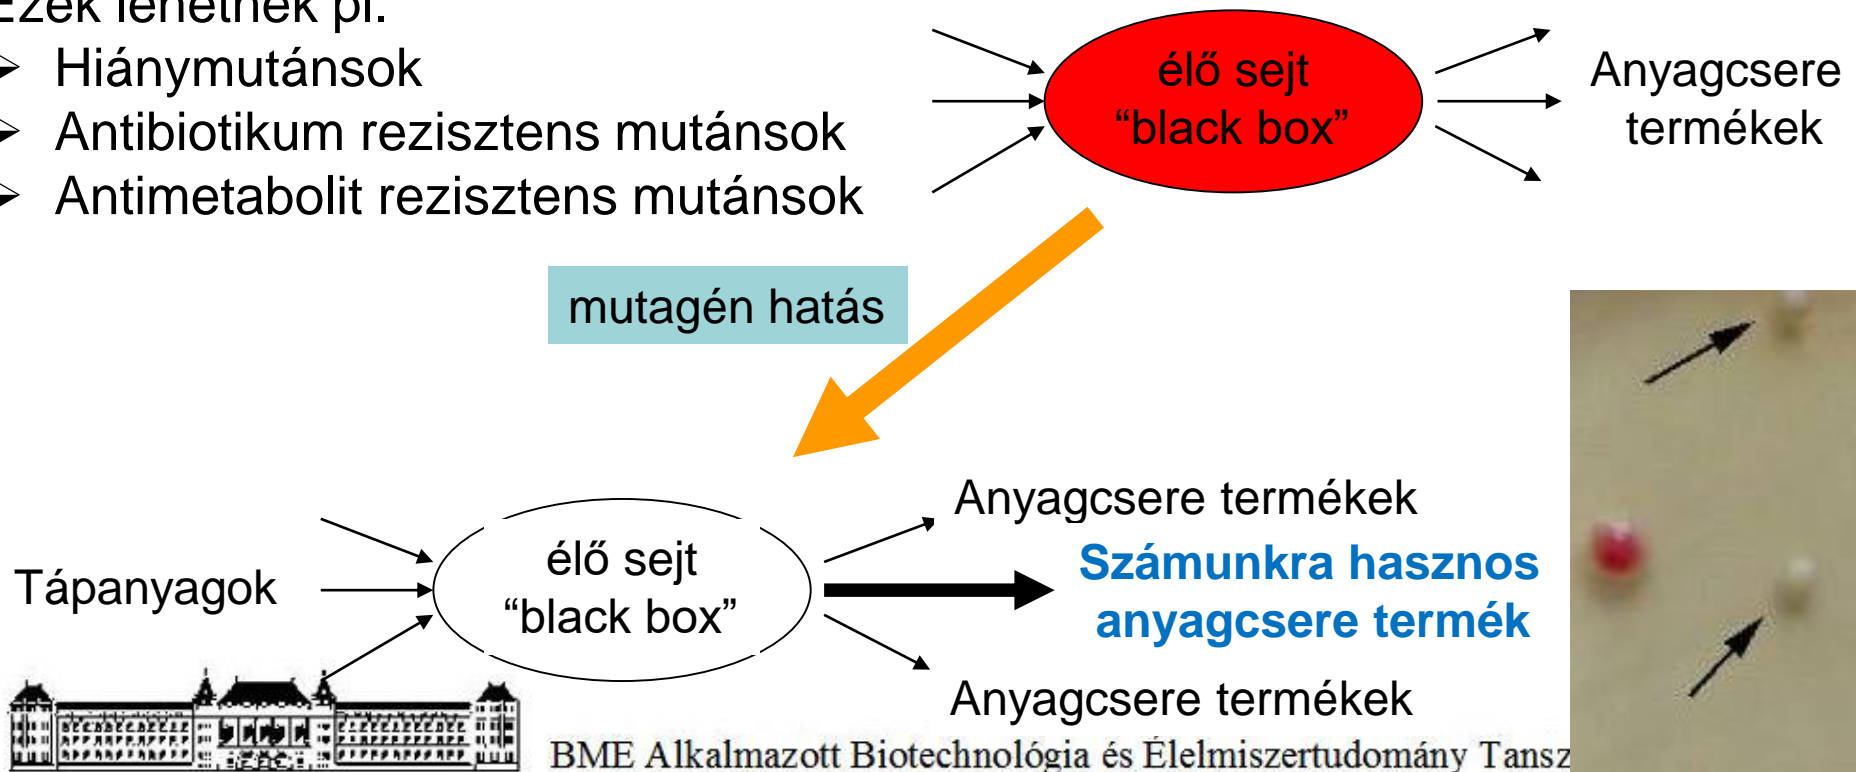 Ezek lehetnek pl.
Hiánymutánsok
Antibiotikum rezisztens mutánsok
Antimetabolit rezisztens mutánsok
élő sejt
“black box”
Anyagcsere
termékek
mutagén hatás
Tápanyagok
élő sejt
“black box”
Anyagcsere termékek
Számunkra hasznos
anyagcsere termék
Anyagcsere termékek
BME Alkalmazott Biotechnológia és Élelmiszertudomány Tansz